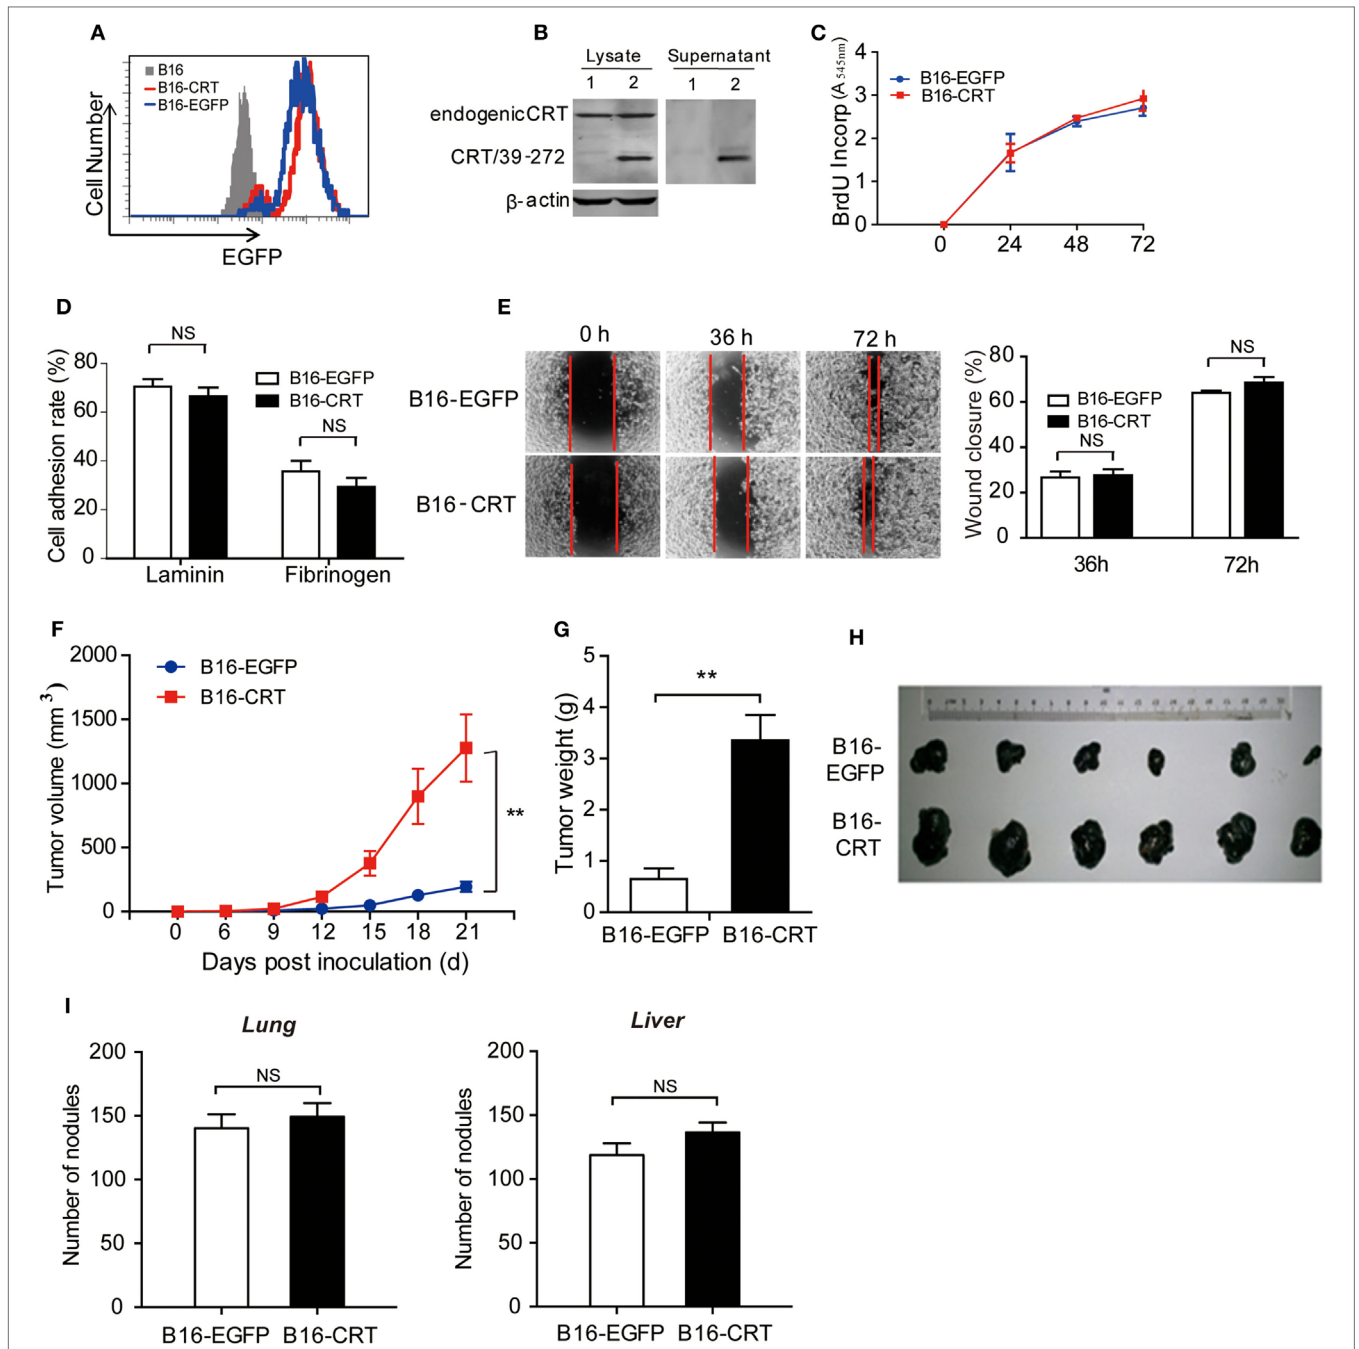 A
B16
B16-CRT
B16-EGFP
Cell Number
EGFP
B
Lysate Supernatant
1 2 1 2
endogenicCRT
CRT/39-272
β-actin
C
BrdU Incorp (A 545nm)
4
3
2
1
0
B16-EGFP
B16-CRT
0 24 48 72
D
Cell adhesion rate (%)
80
60
40
20
0
NS
B16-EGFP
B16-CRT
NS
Laminin Fibrinogen
E
0 h 36 h 72 h
B16-EGFP
B16-CRT
Wound closure (%)
80
60
40
20
0
NS
B16-EGFP
B16-CRT
NS
36h 72h
F
Tumor volume (mm3)
2000
1500
1000
500
0
B16-EGFP
B16-CRT
**
0 6 9 12 15 18 21
Days post inoculation (d)
G
Tumor weight (g)
5
4
3
2
1
0
**
B16-EGFP B16-CRT
H
B16-
EGFP
B16-
CRT
I
Lung
Number of nodules
200
150
100
50
0
NS
B16-EGFP B16-CRT
Liver
Number of nodules
200
150
100
50
0
NS
B16-EGFP B16-CRT